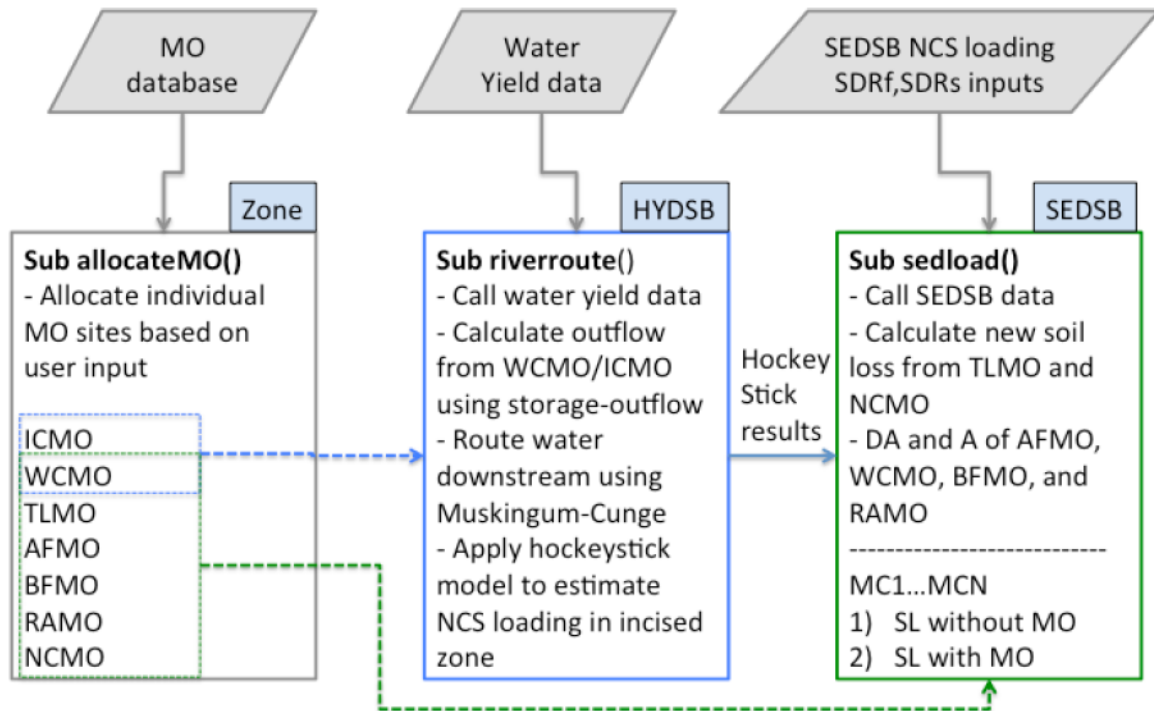 MO
database
Water
Yield data
SEDSB NCS loading
SDRf,SDRs inputs
Zone
Sub allocateMO()
- Allocate individual
MO sites based on
user input
ICMO
WCMO
TLMO
AFMO
BFMO
RAMO
NCMO
HYDSB
Sub riverroute()
- Call water yield data
- Calculate outflow
from WCMO/ICMO
using storage-outflow
- Route water
downstream using
Muskingum-Cunge
- Apply hockeystick
model to estimate
NCS loading in incised
zone
Hockey
Stick
results
SEDSB
Sub sedload()
- Call SEDSB data
- Calculate new soil
loss from TLMO and
NCMO
- DA and A of AFMO,
WCMO, BFMO, and
RAMO
----------------------------
MC1...MCN
1) SL without MO
2) SL with MO